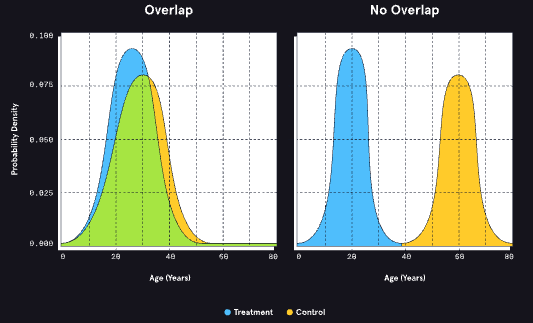 Overlap
No Overlap
0.100
0.075
0.050
0.025
0.000
Probability Density
0 20 40 60 80
0 20 40 60 80
Age (Years)
Age (Years)
Treatment Control